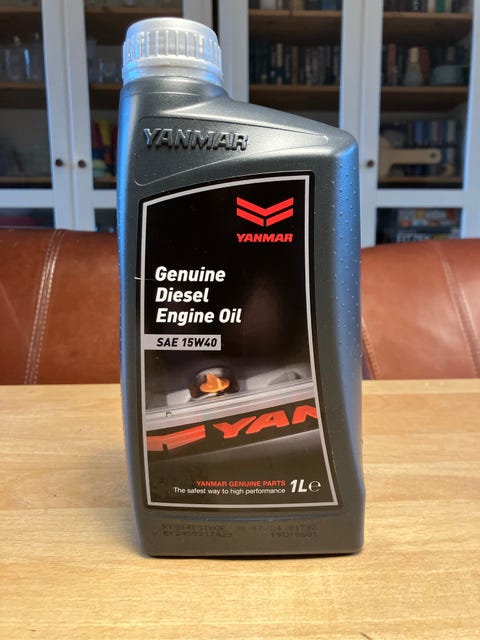 YANMAR
YANMAR
Genuine
Diesel
Engine Oil
SAE 15W40
YAN
YANMAR GENUINE PARTS
The safest way to high performance
1L℮